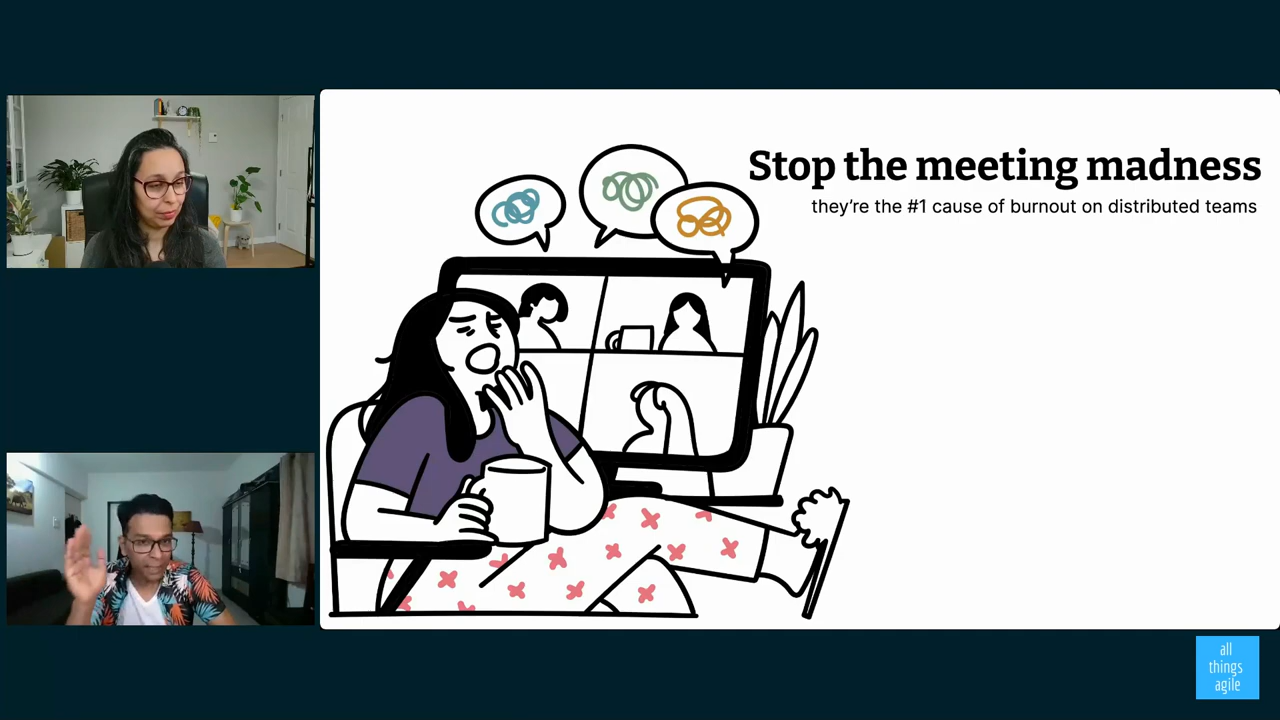 Stop the meeting madness
they're the #1 cause of burnout on distributed teams
all
things
agile